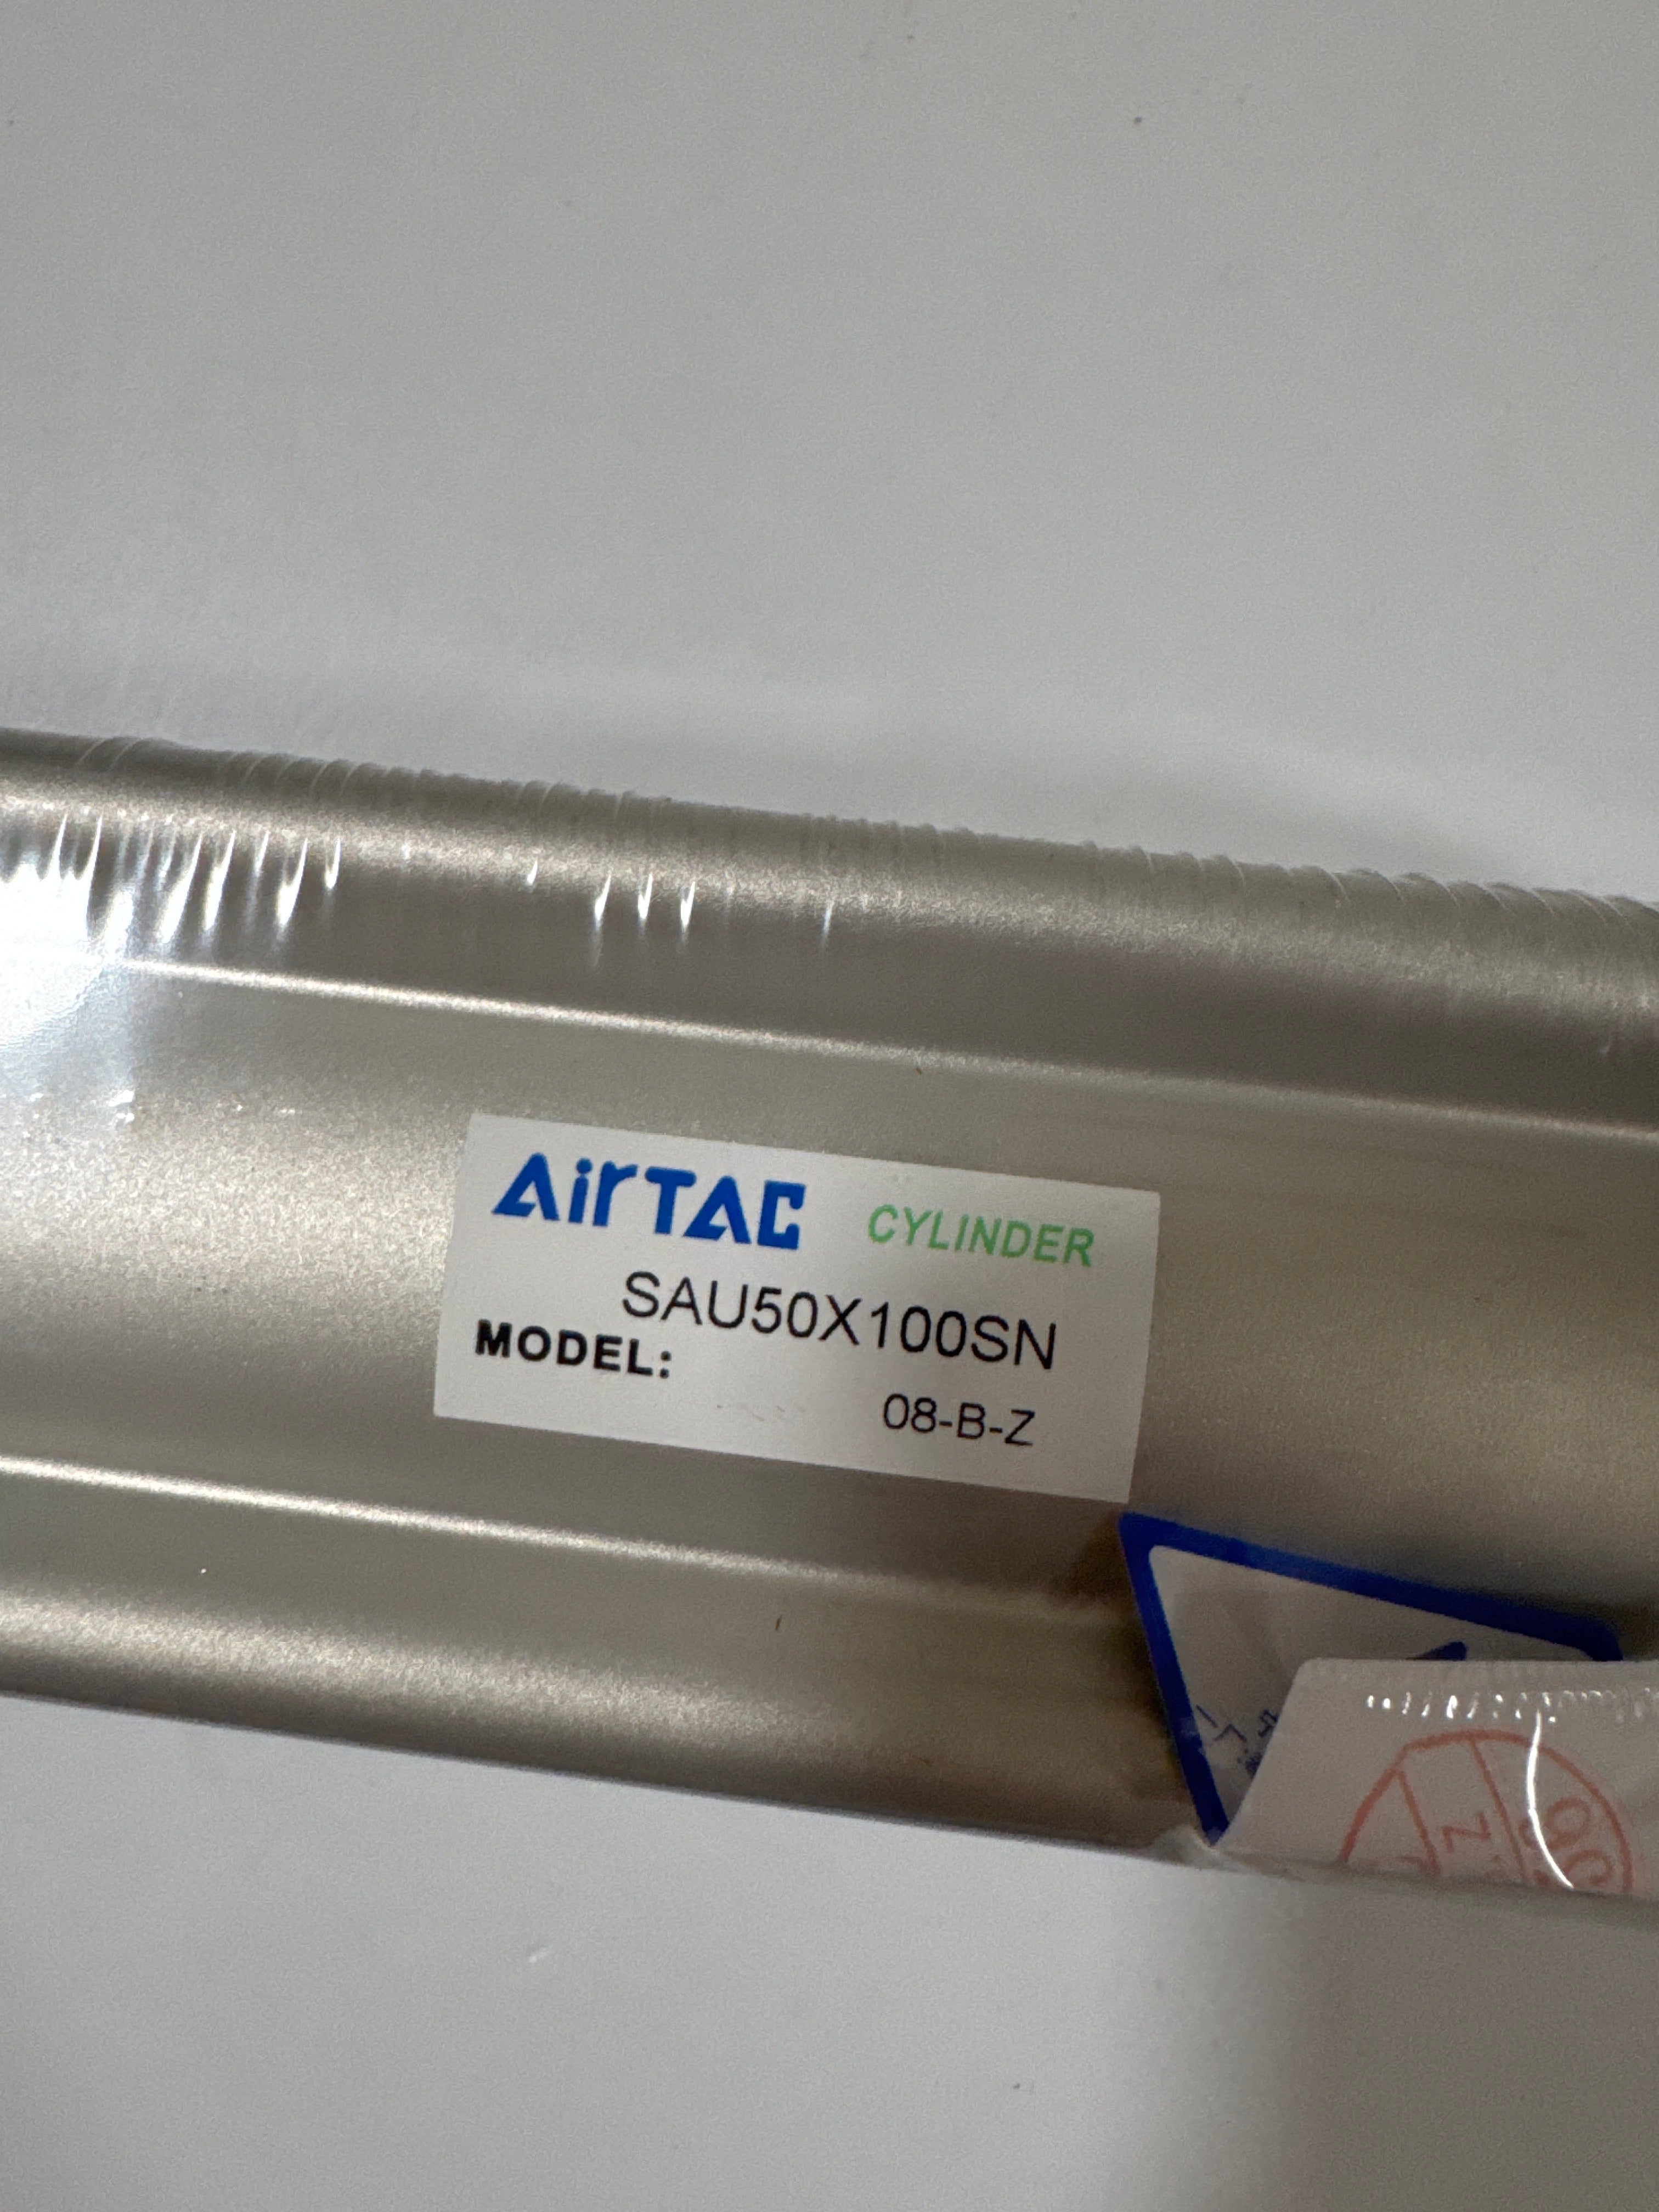 AirTAC CYLINDER
SAU50X100SN
MODEL:
08-B-Z